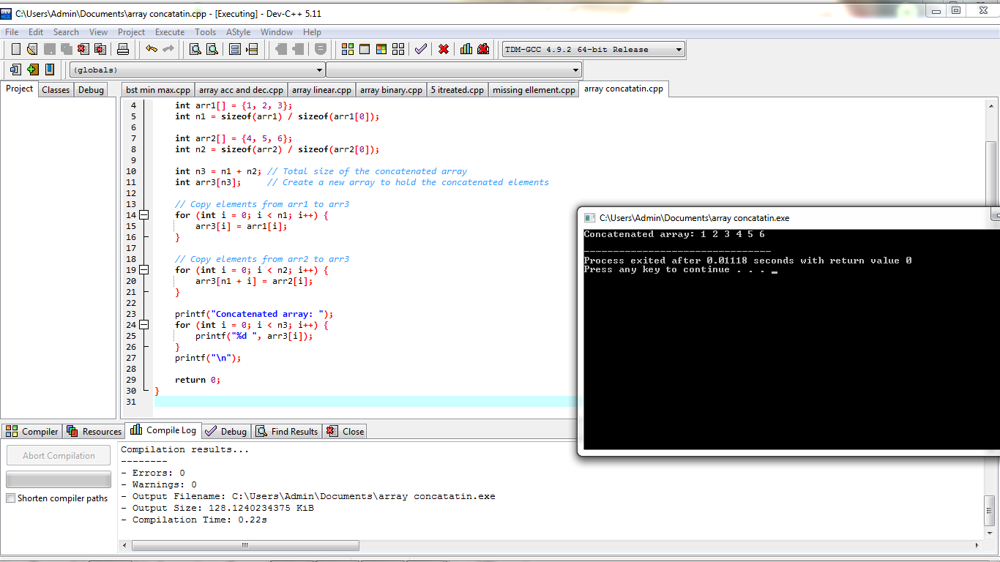 C:\Users\Admin\Documents\array concatatin.cpp - [Executing] - Dev-C++ 5.11
File Edit Search View Project Execute Tools AStyle Window Help
TDM-GCC 4.9.2 64-bit Release
(globals)
Project Classes Debug
bst min max.cpp array acc and dec.cpp array linear.cpp array binary.cpp 5 itreated.cpp missing ellement.cpp array concatatin.cpp
4 int arr1[] = {1, 2, 3};
5 int n1 = sizeof(arr1) / sizeof(arr1[0]);
6
7 int arr2[] = {4, 5, 6};
8 int n2 = sizeof(arr2) / sizeof(arr2[0]);
9
10 int n3 = n1 + n2; // Total size of the concatenated array
11 int arr3[n3]; // Create a new array to hold the concatenated elements
12
13 // Copy elements from arr1 to arr3
14 for (int i = 0; i < n1; i++) {
15 arr3[i] = arr1[i];
16 }
17
18 // Copy elements from arr2 to arr3
19 for (int i = 0; i < n2; i++) {
20 arr3[n1 + i] = arr2[i];
21 }
22
23 printf("Concatenated array: ");
24 for (int i = 0; i < n3; i++) {
25 printf("%d ", arr3[i]);
26 }
27 printf("\n");
28
29 return 0;
30 }
31
C:\Users\Admin\Documents\array concatatin.exe
Concatenated array: 1 2 3 4 5 6
--------------------------------
Process exited after 0.01118 seconds with return value 0
Press any key to continue . . . _
Compiler Resources Compile Log Debug Find Results Close
Abort Compilation
Shorten compiler paths
Compilation results...
--------
- Errors: 0
- Warnings: 0
- Output Filename: C:\Users\Admin\Documents\array concatatin.exe
- Output Size: 128.1240234375 KiB
- Compilation Time: 0.22s